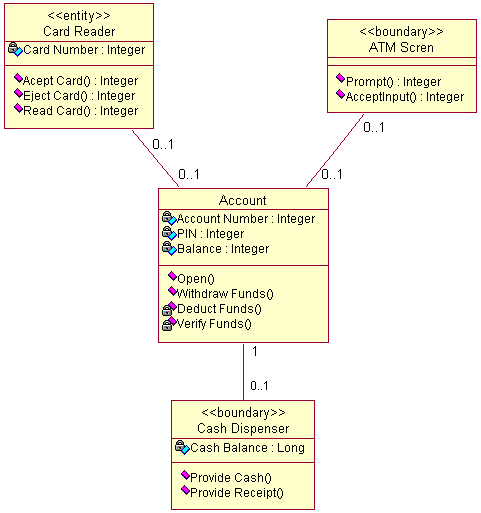 <<entity>>
Card Reader
Card Number : Integer
Acept Card() : Integer
Eject Card() : Integer
Read Card() : Integer
<<boundary>>
ATM Scren
Prompt() : Integer
AcceptInput() : Integer
0..1
0..1
0..1
0..1
Account
Account Number : Integer
PIN : Integer
Balance : Integer
Open()
Withdraw Funds()
Deduct Funds()
Verify Funds()
1
0..1
<<boundary>>
Cash Dispenser
Cash Balance : Long
Provide Cash()
Provide Receipt()